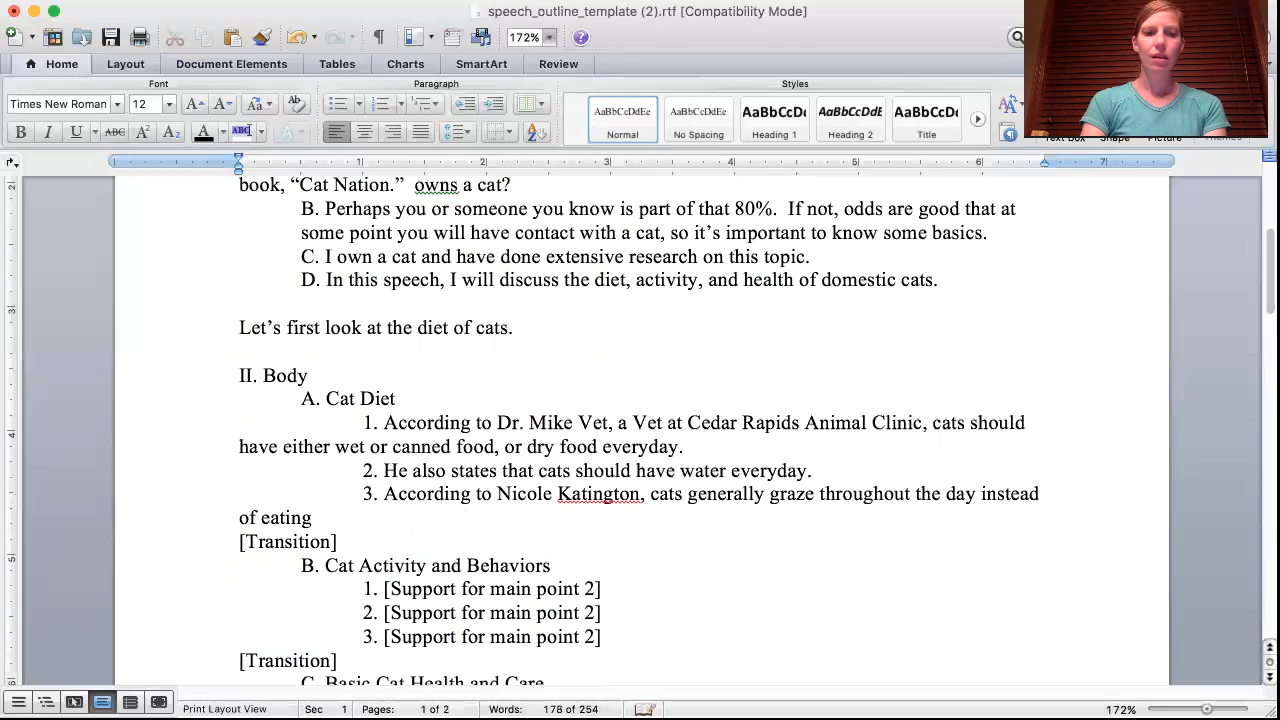 speech_outline_template (2).rtf [Compatibility Mode]
172%
Home Layout Document Elements Tables Charts SmartArt Review
Font Paragraph Styles
Times New Roman 12
AaBbCcDdEe AaBbCcDdEe AaBbCcDc AaBbCcDdE AaBbCcDd
Normal No Spacing Heading 1 Heading 2 Title
Text Box Shape Picture
book, “Cat Nation.” owns a cat?
B. Perhaps you or someone you know is part of that 80%. If not, odds are good that at
some point you will have contact with a cat, so it’s important to know some basics.
C. I own a cat and have done extensive research on this topic.
D. In this speech, I will discuss the diet, activity, and health of domestic cats.
Let’s first look at the diet of cats.
II. Body
A. Cat Diet
1. According to Dr. Mike Vet, a Vet at Cedar Rapids Animal Clinic, cats should
have either wet or canned food, or dry food everyday.
2. He also states that cats should have water everyday.
3. According to Nicole Katington, cats generally graze throughout the day instead
of eating
[Transition]
B. Cat Activity and Behaviors
1. [Support for main point 2]
2. [Support for main point 2]
3. [Support for main point 2]
[Transition]
C. Basic Cat Health and Care
Print Layout View Sec 1 Pages: 1 of 2 Words: 178 of 254 172%